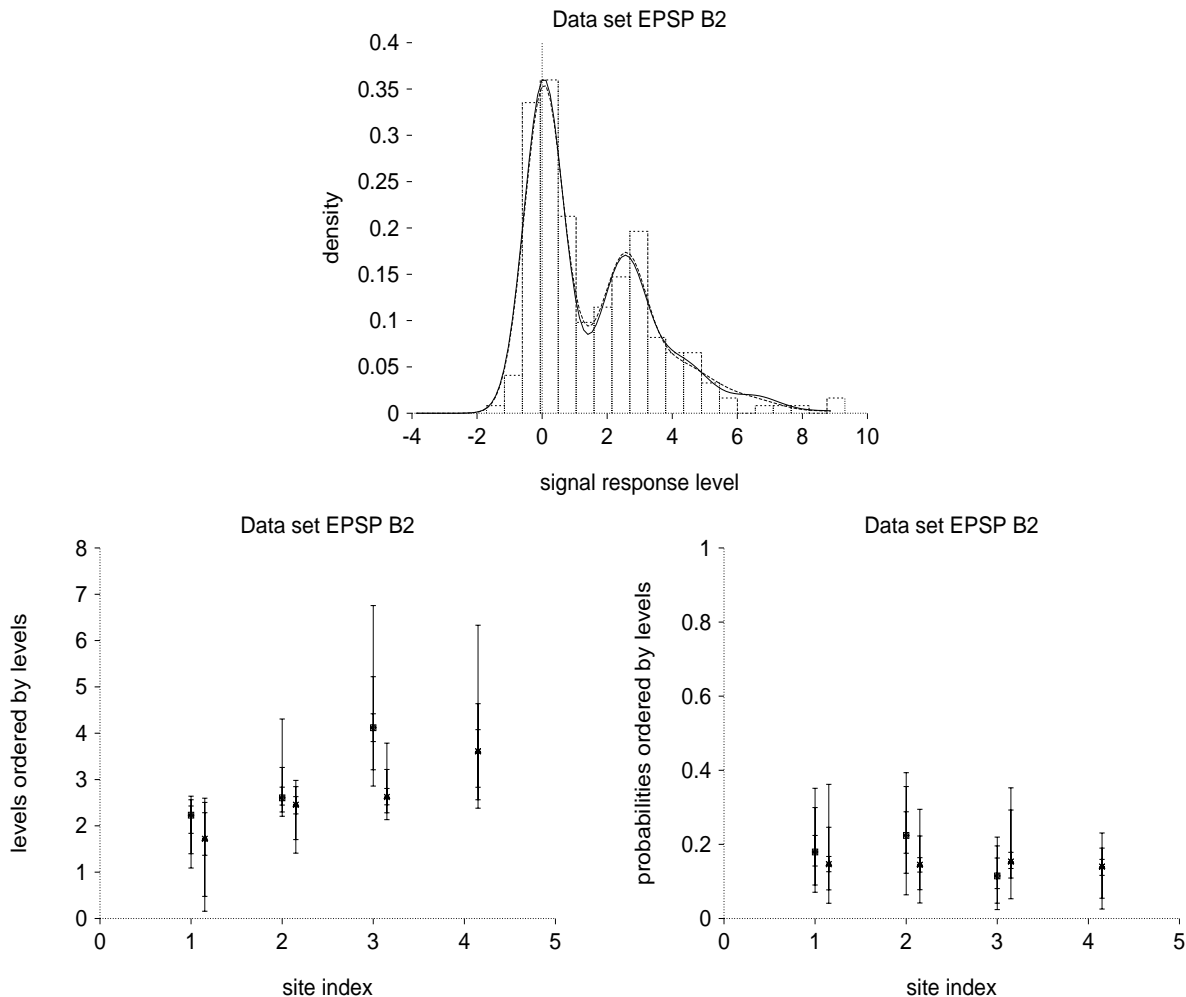 Data set EPSP B2
0.4
0.35
0.3
0.25
0.2
0.15
0.1
0.05
0
density
-4 -2 0 2 4 6 8 10
signal response level
Data set EPSP B2
8
7
6
5
4
3
2
1
0
levels ordered by levels
0 1 2 3 4 5
site index
Data set EPSP B2
1
0.8
0.6
0.4
0.2
0
probabilities ordered by levels
0 1 2 3 4 5
site index